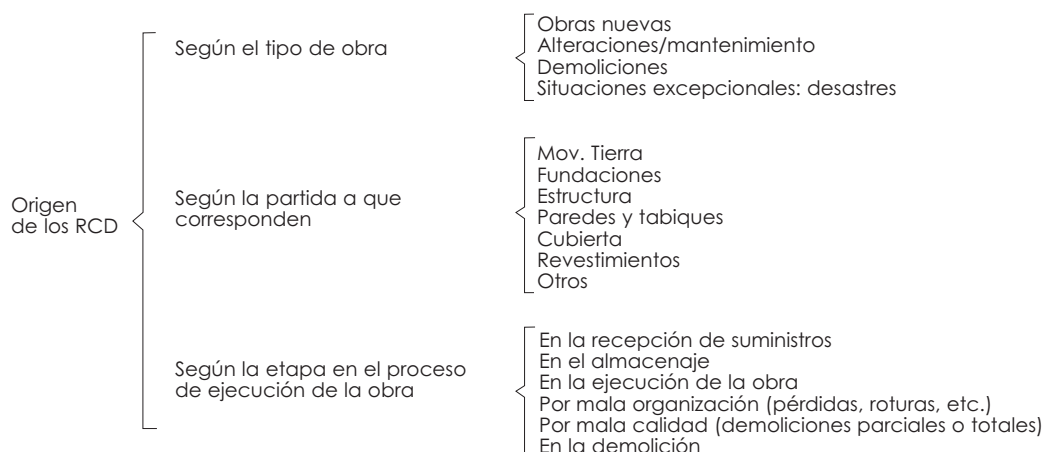 Origen
de los RCD
Según el tipo de obra
Obras nuevas
Alteraciones/mantenimiento
Demoliciones
Situaciones excepcionales: desastres
Según la partida a que
corresponden
Mov. Tierra
Fundaciones
Estructura
Paredes y tabiques
Cubierta
Revestimientos
Otros
Según la etapa en el proceso
de ejecución de la obra
En la recepción de suministros
En el almacenaje
En la ejecución de la obra
Por mala organización (pérdidas, roturas, etc.)
Por mala calidad (demoliciones parciales o totales)
En la demolición